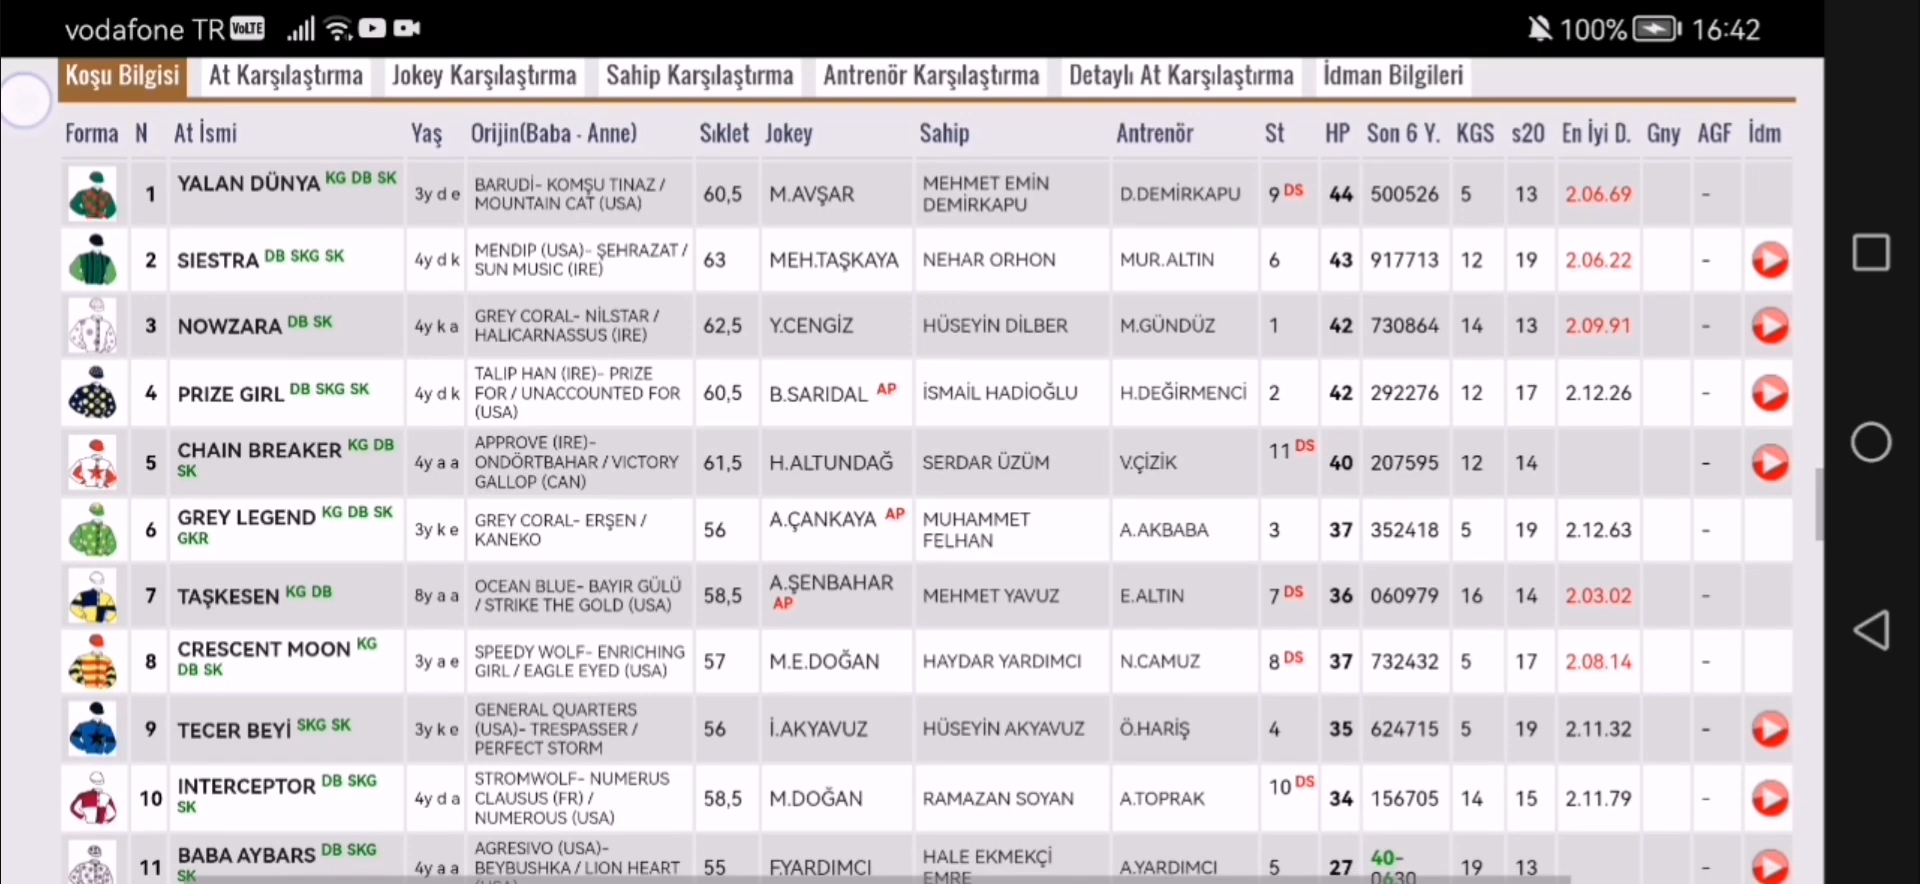 vodafone TR VoLTE 100% 16:42
Koşu Bilgisi At Karşılaştırma Jokey Karşılaştırma Sahip Karşılaştırma Antrenör Karşılaştırma Detaylı At Karşılaştırma İdman Bilgileri
Forma N At İsmi Yaş Orijin(Baba - Anne) Sıklet Jokey Sahip Antrenör St HP Son 6 Y. KGS s20 En İyi D. Gny AGF İdm
1 YALAN DÜNYA KG DB SK 3y d e BARUDİ- KOMŞU TINAZ / MOUNTAIN CAT (USA) 60,5 M.AVŞAR MEHMET EMİN DEMİRKAPU D.DEMİRKAPU 9 DS 44 500526 5 13 2.06.69 -
2 SIESTRA DB SKG SK 4y d k MENDIP (USA)- ŞEHRAZAT / SUN MUSIC (IRE) 63 MEH.TAŞKAYA NEHAR ORHON MUR.ALTIN 6 43 917713 12 19 2.06.22 -
3 NOWZARA DB SK 4y k a GREY CORAL- NİLSTAR / HALICARNASSUS (IRE) 62,5 Y.CENGİZ HÜSEYİN DİLBER M.GÜNDÜZ 1 42 730864 14 13 2.09.91 -
4 PRIZE GIRL DB SKG SK 4y d k TALIP HAN (IRE)- PRIZE FOR / UNACCOUNTED FOR (USA) 60,5 B.SARIDAL AP İSMAİL HADİOĞLU H.DEĞİRMENCİ 2 42 292276 12 17 2.12.26 -
5 CHAIN BREAKER KG DB SK 4y a a APPROVE (IRE)- ONDÖRTBAHAR / VICTORY GALLOP (CAN) 61,5 H.ALTUNDAĞ SERDAR ÜZÜM V.ÇİZİK 11 DS 40 207595 12 14 -
6 GREY LEGEND KG DB SK GKR 3y k e GREY CORAL- ERŞEN / KANEKO 56 A.ÇANKAYA AP MUHAMMET FELHAN A.AKBABA 3 37 352418 5 19 2.12.63 -
7 TAŞKESEN KG DB 8y a a OCEAN BLUE- BAYIR GÜLÜ / STRIKE THE GOLD (USA) 58,5 A.ŞENBAHAR AP MEHMET YAVUZ E.ALTIN 7 DS 36 060979 16 14 2.03.02 -
8 CRESCENT MOON KG DB SK 3y a e SPEEDY WOLF- ENRICHING GIRL / EAGLE EYED (USA) 57 M.E.DOĞAN HAYDAR YARDIMCI N.CAMUZ 8 DS 37 732432 5 17 2.08.14 -
9 TECER BEYİ SKG SK 3y k e GENERAL QUARTERS (USA)- TRESPASSER / PERFECT STORM 56 İ.AKYAVUZ HÜSEYİN AKYAVUZ Ö.HARİŞ 4 35 624715 5 19 2.11.32 -
10 INTERCEPTOR DB SKG SK 4y d a STROMWOLF- NUMERUS CLAUSUS (FR) / NUMEROUS (USA) 58,5 M.DOĞAN RAMAZAN SOYAN A.TOPRAK 10 DS 34 156705 14 15 2.11.79 -
11 BABA AYBARS DB SKG SK 4y a a AGRESIVO (USA)- BEYBUSHKA / LION HEART 55 F.YARDIMCI HALE EKMEKÇİ EMRE A.YARDIMCI 5 27 40-0630 19 13 -